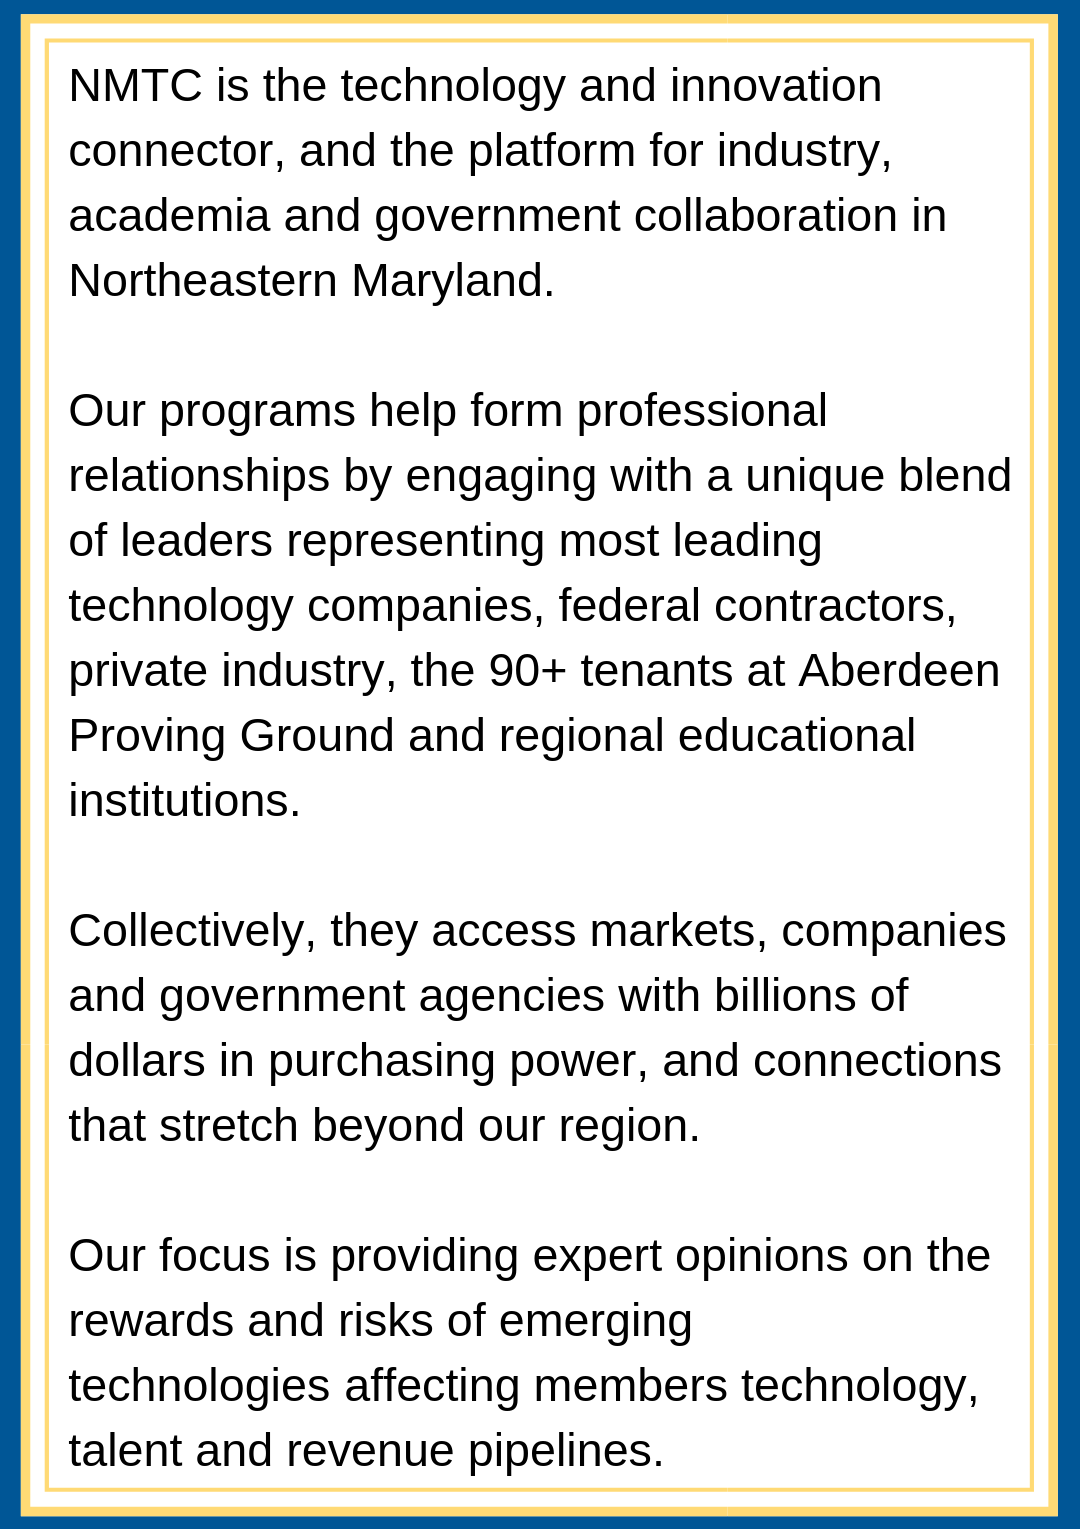 NMTC is the technology and innovation
connector, and the platform for industry,
academia and government collaboration in
Northeastern Maryland.
Our programs help form professional
relationships by engaging with a unique blend
of leaders representing most leading
technology companies, federal contractors,
private industry, the 90+ tenants at Aberdeen
Proving Ground and regional educational
institutions.
Collectively, they access markets, companies
and government agencies with billions of
dollars in purchasing power, and connections
that stretch beyond our region.
Our focus is providing expert opinions on the
rewards and risks of emerging
technologies affecting members technology,
talent and revenue pipelines.